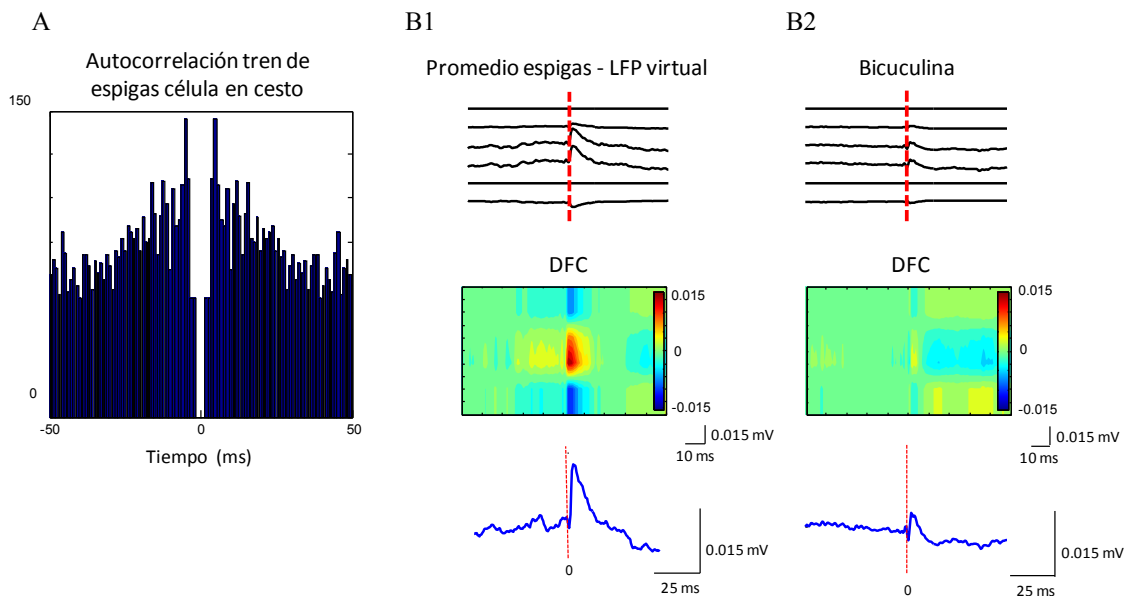 A
Autocorrelación tren de
espigas célula en cesto
150
0
-50
0
50
Tiempo (ms)
B1
Promedio espigas - LFP virtual
DFC
0.015
0
-0.015
0.015 mV
10 ms
0.015 mV
25 ms
0
B2
Bicuculina
DFC
0.015
0
-0.015
0.015 mV
10 ms
0.015 mV
25 ms
0